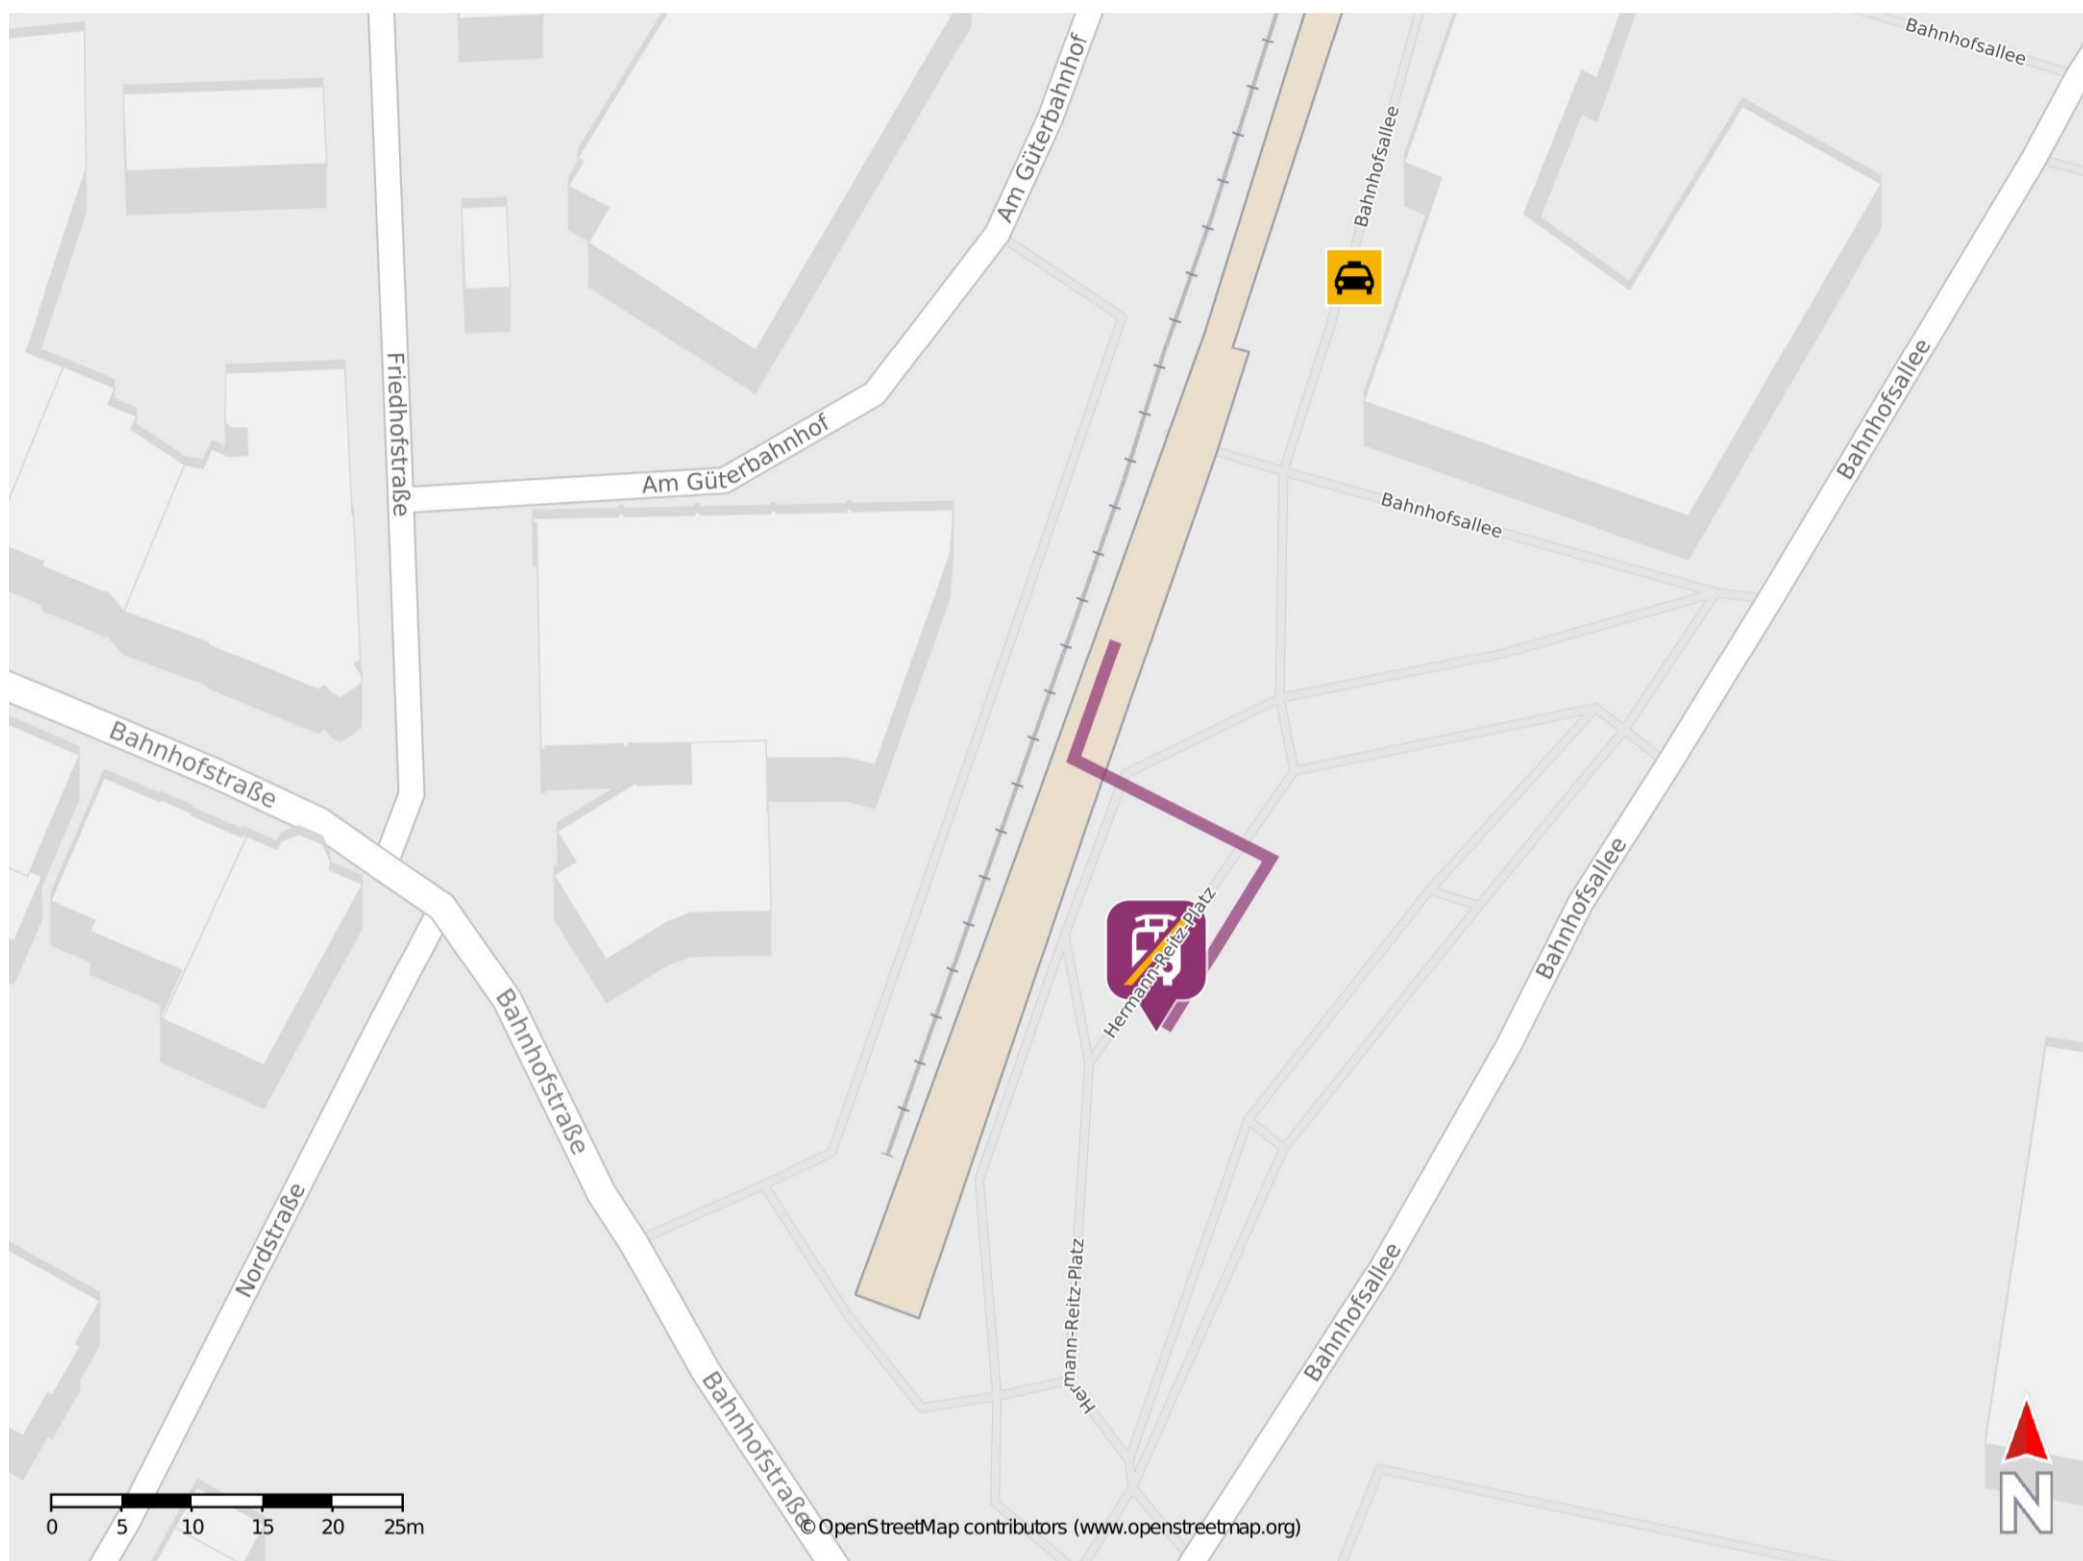 Bahnhofsallee
Am Güterbahnhof
Bahnhofsallee
Friedhofstraße
Bahnhofsallee
Am Güterbahnhof
Bahnhofsallee
Bahnhofstraße
Bahnhofsallee
Hermann-Reitz-Platz
Bahnhofstraße
Nordstraße
Hermann-Reitz-Platz
Bahnhofsallee
Bahnhofstraße
0 5 10 15 20 25m
© OpenStreetMap contributors (www.openstreetmap.org)
N